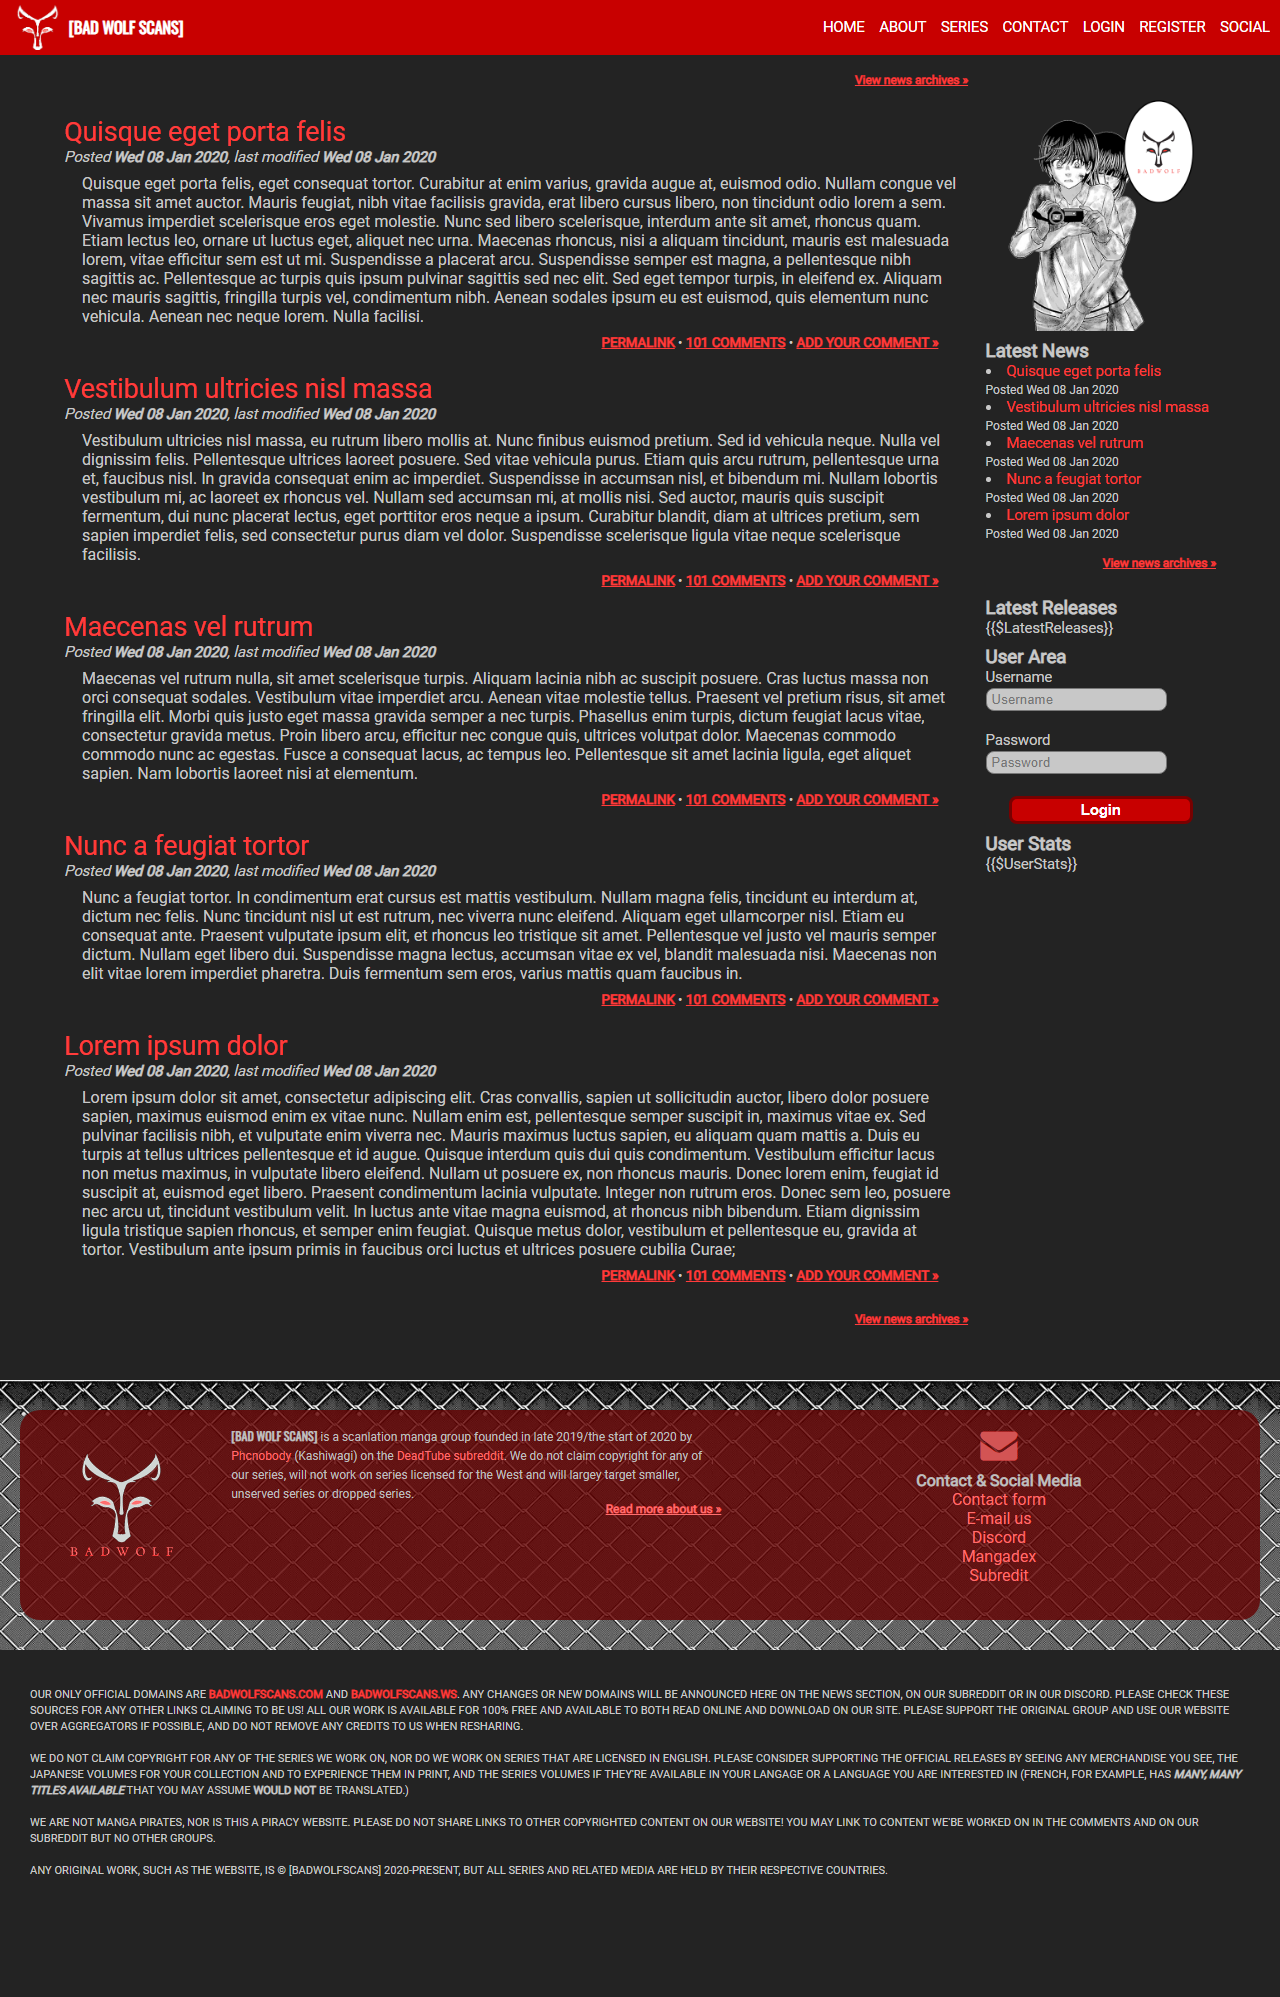 [BAD WOLF SCANS]
HOME ABOUT SERIES CONTACT LOGIN REGISTER SOCIAL
View news archives »
Quisque eget porta felis
Posted Wed 08 Jan 2020, last modified Wed 08 Jan 2020
Quisque eget porta felis, eget consequat tortor. Curabitur at enim varius, gravida augue at, euismod odio. Nullam congue vel
massa sit amet auctor. Mauris feugiat, nibh vitae facilisis gravida, erat libero cursus libero, non tincidunt odio lorem a sem.
Vivamus imperdiet scelerisque eros eget molestie. Nunc sed libero scelerisque, interdum ante sit amet, rhoncus quam.
Etiam lectus leo, ornare ut luctus eget, aliquet nec urna. Maecenas rhoncus, nisi a aliquam tincidunt, mauris est malesuada
lorem, vitae efficitur sem est ut mi. Suspendisse a placerat arcu. Suspendisse semper est magna, a pellentesque nibh
sagittis ac. Pellentesque ac turpis quis ipsum pulvinar sagittis sed nec elit. Sed eget tempor turpis, in eleifend ex. Aliquam
nec mauris sagittis, fringilla turpis vel, condimentum nibh. Aenean sodales ipsum eu est euismod, quis elementum nunc
vehicula. Aenean nec neque lorem. Nulla facilisi.
PERMALINK • 101 COMMENTS • ADD YOUR COMMENT »
Vestibulum ultricies nisl massa
Posted Wed 08 Jan 2020, last modified Wed 08 Jan 2020
Vestibulum ultricies nisl massa, eu rutrum libero mollis at. Nunc finibus euismod pretium. Sed id vehicula neque. Nulla vel
dignissim felis. Pellentesque ultrices laoreet posuere. Sed vitae vehicula purus. Etiam quis arcu rutrum, pellentesque urna
et, faucibus nisl. In gravida consequat enim ac imperdiet. Suspendisse in accumsan nisl, et bibendum mi. Nullam lobortis
vestibulum mi, ac laoreet ex rhoncus vel. Nullam sed accumsan mi, at mollis nisi. Sed auctor, mauris quis suscipit
fermentum, dui nunc placerat lectus, eget porttitor eros neque a ipsum. Curabitur blandit, diam at ultrices pretium, sem
sapien imperdiet felis, sed consectetur purus diam vel dolor. Suspendisse scelerisque ligula vitae neque scelerisque
facilisis.
PERMALINK • 101 COMMENTS • ADD YOUR COMMENT »
Maecenas vel rutrum
Posted Wed 08 Jan 2020, last modified Wed 08 Jan 2020
Maecenas vel rutrum nulla, sit amet scelerisque turpis. Aliquam lacinia nibh ac suscipit posuere. Cras luctus massa non
orci consequat sodales. Vestibulum vitae imperdiet arcu. Aenean vitae molestie tellus. Praesent vel pretium risus, sit amet
fringilla elit. Morbi quis justo eget massa gravida semper a nec turpis. Phasellus enim turpis, dictum feugiat lacus vitae,
consectetur gravida metus. Proin libero arcu, efficitur nec congue quis, ultrices volutpat dolor. Maecenas commodo
commodo nunc ac egestas. Fusce a consequat lacus, ac tempus leo. Pellentesque sit amet lacinia ligula, eget aliquet
sapien. Nam lobortis laoreet nisi at elementum.
PERMALINK • 101 COMMENTS • ADD YOUR COMMENT »
Nunc a feugiat tortor
Posted Wed 08 Jan 2020, last modified Wed 08 Jan 2020
Nunc a feugiat tortor. In condimentum erat cursus est mattis vestibulum. Nullam magna felis, tincidunt eu interdum at,
dictum nec felis. Nunc tincidunt nisl ut est rutrum, nec viverra nunc eleifend. Aliquam eget ullamcorper nisl. Etiam eu
consequat ante. Praesent vulputate ipsum elit, et rhoncus leo tristique sit amet. Pellentesque vel justo vel mauris semper
dictum. Nullam eget libero dui. Suspendisse magna lectus, accumsan vitae ex vel, blandit malesuada nisi. Maecenas non
elit vitae lorem imperdiet pharetra. Duis fermentum sem eros, varius mattis quam faucibus in.
PERMALINK • 101 COMMENTS • ADD YOUR COMMENT »
Lorem ipsum dolor
Posted Wed 08 Jan 2020, last modified Wed 08 Jan 2020
Lorem ipsum dolor sit amet, consectetur adipiscing elit. Cras convallis, sapien ut sollicitudin auctor, libero dolor posuere
sapien, maximus euismod enim ex vitae nunc. Nullam enim est, pellentesque semper suscipit in, maximus vitae ex. Sed
pulvinar facilisis nibh, et vulputate enim viverra nec. Mauris maximus luctus sapien, eu aliquam quam mattis a. Duis eu
turpis at tellus ultrices pellentesque et id augue. Quisque interdum quis dui quis condimentum. Vestibulum efficitur lacus
non metus maximus, in vulputate libero eleifend. Nullam ut posuere ex, non rhoncus mauris. Donec lorem enim, feugiat id
suscipit at, euismod eget libero. Praesent condimentum lacinia vulputate. Integer non rutrum eros. Donec sem leo, posuere
nec arcu ut, tincidunt vestibulum velit. In luctus ante vitae magna euismod, at rhoncus nibh bibendum. Etiam dignissim
ligula tristique sapien rhoncus, et semper enim feugiat. Quisque metus dolor, vestibulum et pellentesque eu, gravida at
tortor. Vestibulum ante ipsum primis in faucibus orci luctus et ultrices posuere cubilia Curae;
PERMALINK • 101 COMMENTS • ADD YOUR COMMENT »
View news archives »
BADWOLF
Latest News
• Quisque eget porta felis
Posted Wed 08 Jan 2020
• Vestibulum ultricies nisl massa
Posted Wed 08 Jan 2020
• Maecenas vel rutrum
Posted Wed 08 Jan 2020
• Nunc a feugiat tortor
Posted Wed 08 Jan 2020
• Lorem ipsum dolor
Posted Wed 08 Jan 2020
View news archives »
Latest Releases
{{$LatestReleases}}
User Area
Username
Username
Password
Password
Login
User Stats
{{$UserStats}}
BADWOLF
[BAD WOLF SCANS] is a scanlation manga group founded in late 2019/the start of 2020 by
Phcnobody (Kashiwagi) on the DeadTube subreddit. We do not claim copyright for any of
our series, will not work on series licensed for the West and will largey target smaller,
unserved series or dropped series.
Read more about us »
Contact & Social Media
Contact form
E-mail us
Discord
Mangadex
Subredit
OUR ONLY OFFICIAL DOMAINS ARE BADWOLFSCANS.COM AND BADWOLFSCANS.WS. ANY CHANGES OR NEW DOMAINS WILL BE ANNOUNCED HERE ON THE NEWS SECTION, ON OUR SUBREDDIT OR IN OUR DISCORD. PLEASE CHECK THESE
SOURCES FOR ANY OTHER LINKS CLAIMING TO BE US! ALL OUR WORK IS AVAILABLE FOR 100% FREE AND AVAILABLE TO BOTH READ ONLINE AND DOWNLOAD ON OUR SITE. PLEASE SUPPORT THE ORIGINAL GROUP AND USE OUR WEBSITE
OVER AGGREGATORS IF POSSIBLE, AND DO NOT REMOVE ANY CREDITS TO US WHEN RESHARING.
WE DO NOT CLAIM COPYRIGHT FOR ANY OF THE SERIES WE WORK ON, NOR DO WE WORK ON SERIES THAT ARE LICENSED IN ENGLISH. PLEASE CONSIDER SUPPORTING THE OFFICIAL RELEASES BY SEEING ANY MERCHANDISE YOU SEE, THE
JAPANESE VOLUMES FOR YOUR COLLECTION AND TO EXPERIENCE THEM IN PRINT, AND THE SERIES VOLUMES IF THEY'RE AVAILABLE IN YOUR LANGAGE OR A LANGUAGE YOU ARE INTERESTED IN (FRENCH, FOR EXAMPLE, HAS MANY, MANY
TITLES AVAILABLE THAT YOU MAY ASSUME WOULD NOT BE TRANSLATED.)
WE ARE NOT MANGA PIRATES, NOR IS THIS A PIRACY WEBSITE. PLEASE DO NOT SHARE LINKS TO OTHER COPYRIGHTED CONTENT ON OUR WEBSITE! YOU MAY LINK TO CONTENT WE'BE WORKED ON IN THE COMMENTS AND ON OUR
SUBREDDIT BUT NO OTHER GROUPS.
ANY ORIGINAL WORK, SUCH AS THE WEBSITE, IS © [BADWOLFSCANS] 2020-PRESENT, BUT ALL SERIES AND RELATED MEDIA ARE HELD BY THEIR RESPECTIVE COUNTRIES.